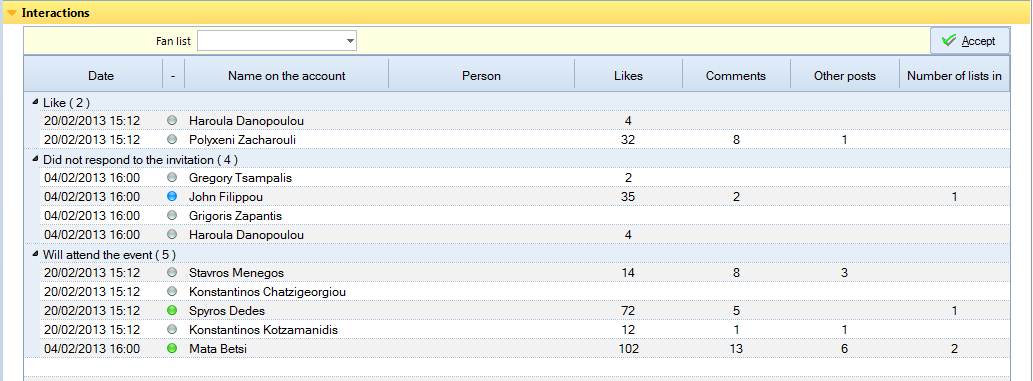 Interactions
Fan list Accept
Date - Name on the account Person Likes Comments Other posts Number of lists in
Like ( 2 )
20/02/2013 15:12 Haroula Danopoulou 4
20/02/2013 15:12 Polyxeni Zacharouli 32 8 1
Did not respond to the invitation ( 4 )
04/02/2013 16:00 Gregory Tsampalis 2
04/02/2013 16:00 John Filippou 35 2 1
04/02/2013 16:00 Grigoris Zapantis
04/02/2013 16:00 Haroula Danopoulou 4
Will attend the event ( 5 )
20/02/2013 15:12 Stavros Menegos 14 8 3
20/02/2013 15:12 Konstantinos Chatzigeorgiou
20/02/2013 15:12 Spyros Dedes 72 5 1
20/02/2013 15:12 Konstantinos Kotzamanidis 12 1 1
04/02/2013 16:00 Mata Betsi 102 13 6 2